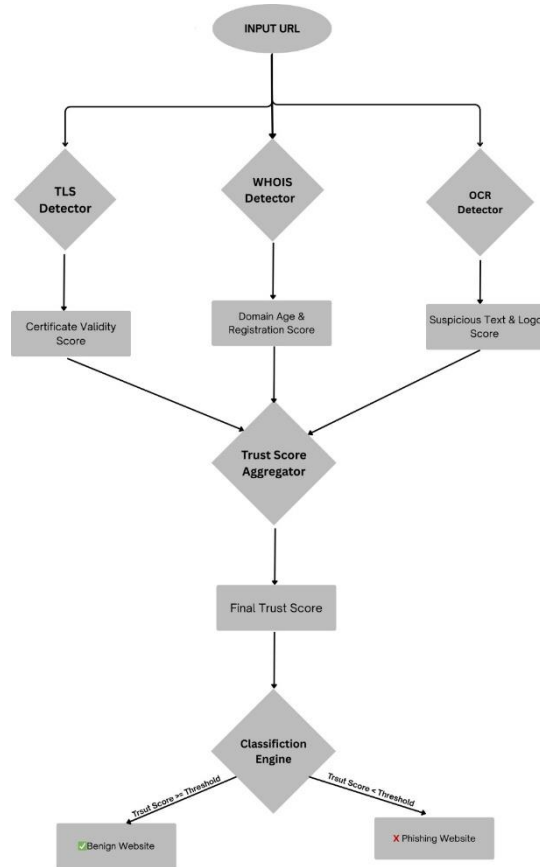 INPUT URL
TLS
Detector
WHOIS
Detector
OCR
Detector
Certificate Validity
Score
Domain Age &
Registration Score
Suspicious Text & Logo
Score
Trust Score
Aggregator
Final Trust Score
Classifiction
Engine
Trsut Score >= Threshold
Trsut Score < Threshold
✅Benign Website
X Phishing Website